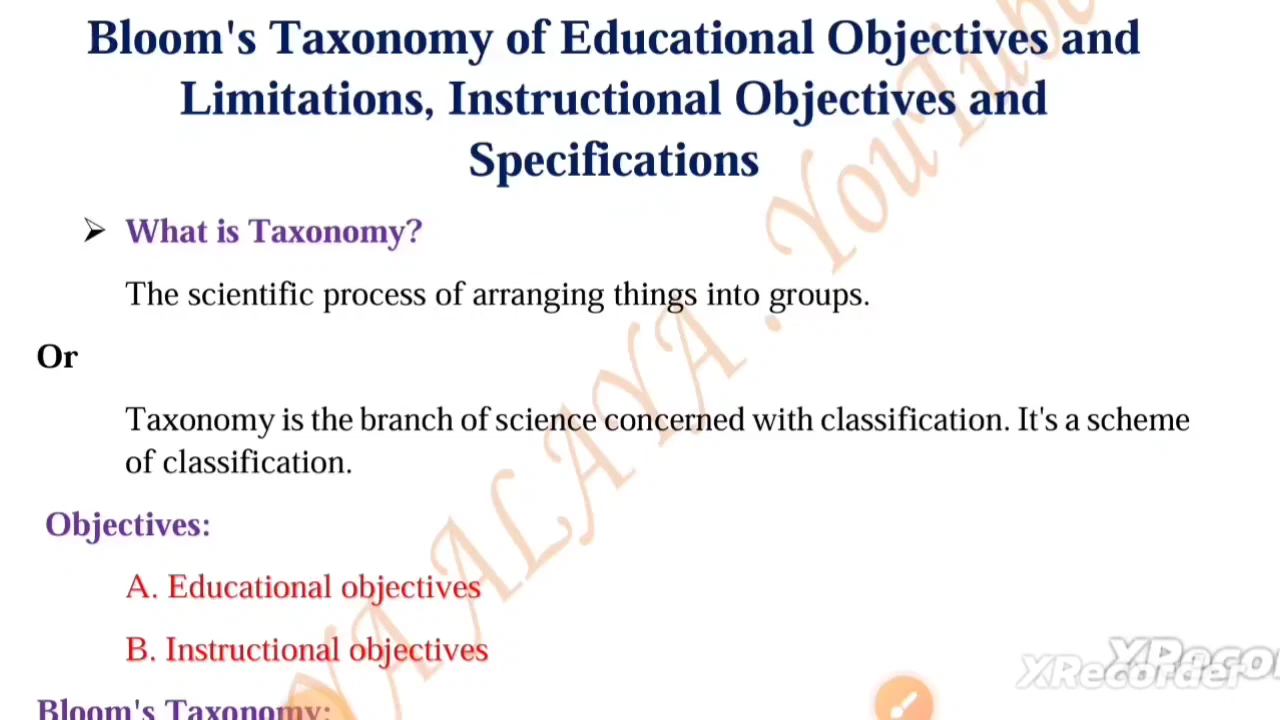 Bloom's Taxonomy of Educational Objectives and
Limitations, Instructional Objectives and
Specifications
➢ What is Taxonomy?
The scientific process of arranging things into groups.
Or
Taxonomy is the branch of science concerned with classification. It's a scheme
of classification.
Objectives:
A. Educational objectives
B. Instructional objectives
Bloom's Taxonomy:
XRecorder